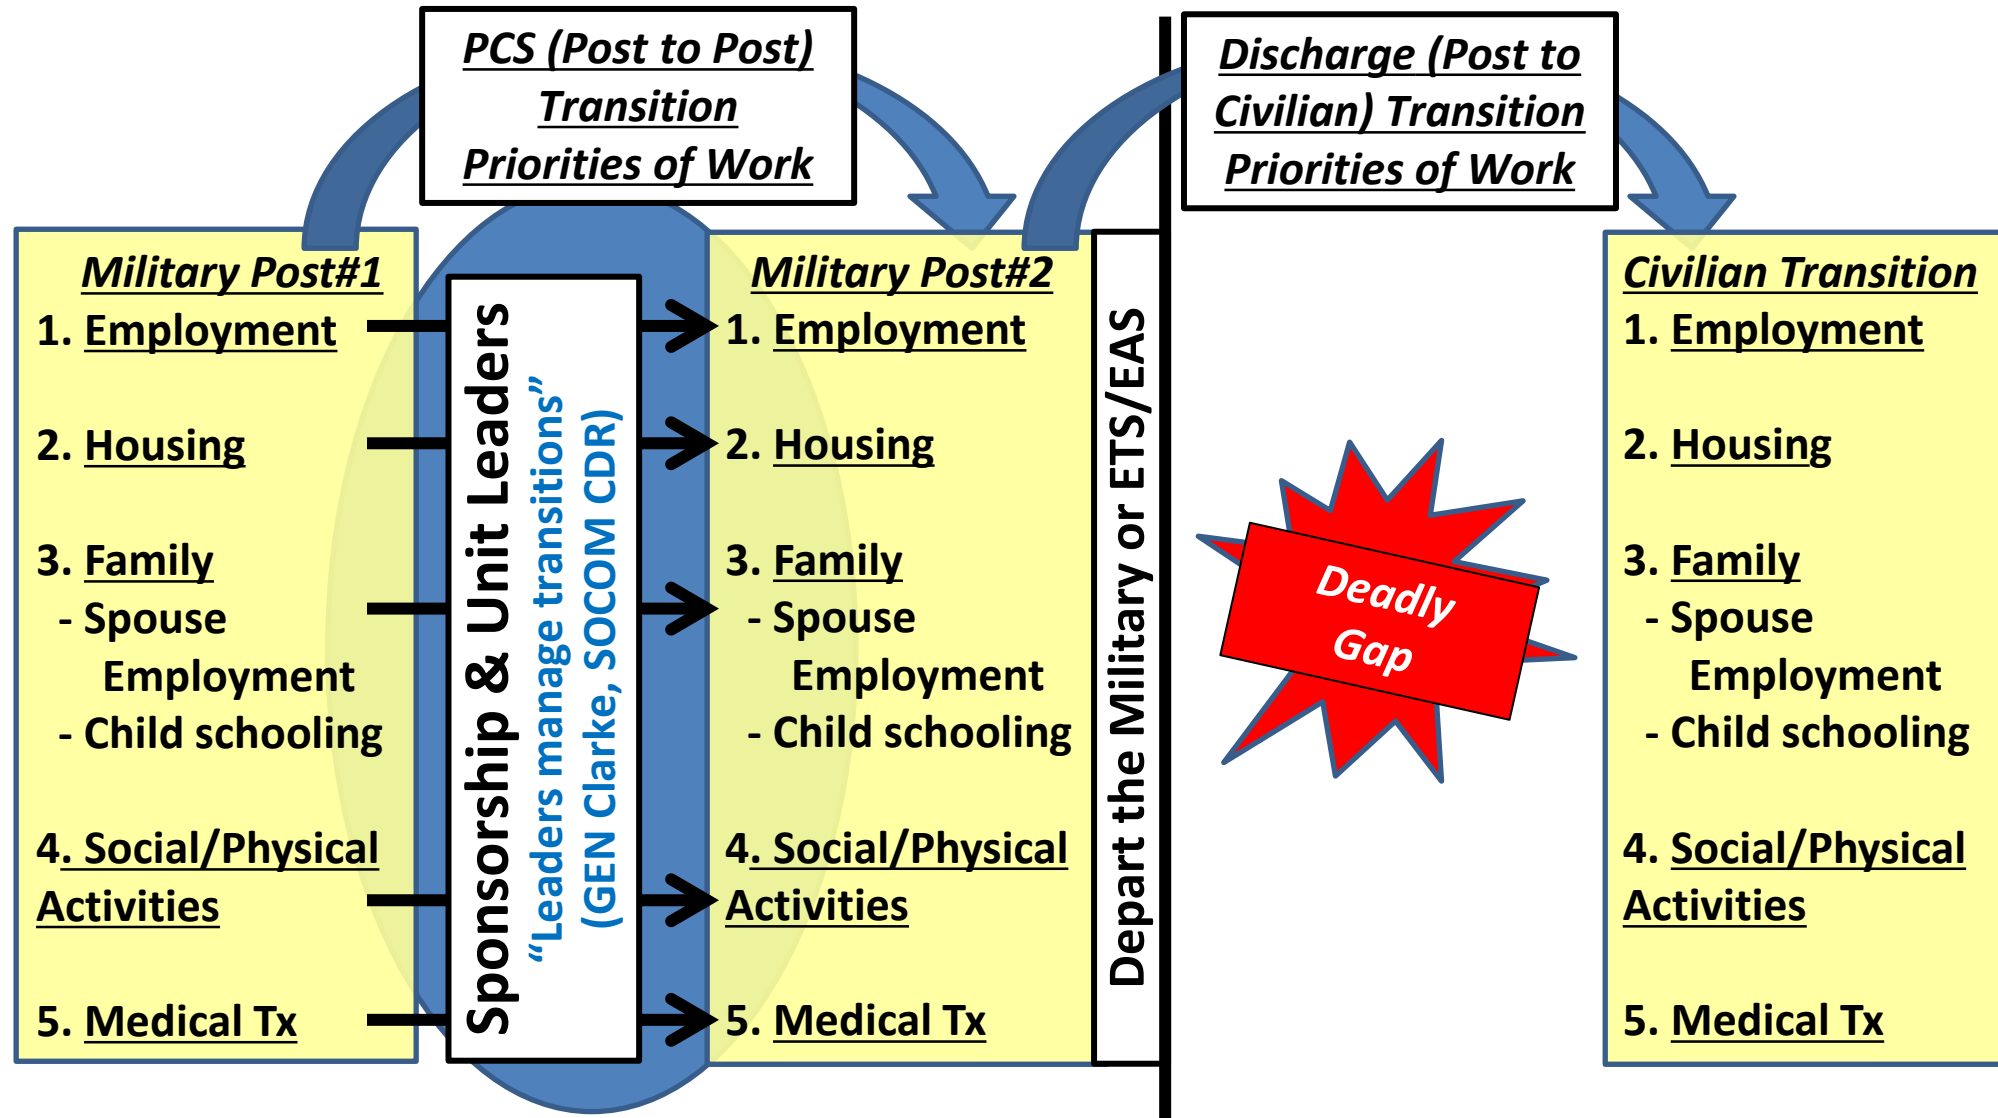 PCS (Post to Post)
Transition
Priorities of Work
Discharge (Post to
Civilian) Transition
Priorities of Work
Military Post#1
1. Employment
2. Housing
3. Family
- Spouse
Employment
- Child schooling
4. Social/Physical
Activities
5. Medical Tx
Sponsorship & Unit Leaders
“Leaders manage transitions”
(GEN Clarke, SOCOM CDR)
Military Post#2
1. Employment
2. Housing
3. Family
- Spouse
Employment
- Child schooling
4. Social/Physical
Activities
5. Medical Tx
Depart the Military or ETS/EAS
Deadly
Gap
Civilian Transition
1. Employment
2. Housing
3. Family
- Spouse
Employment
- Child schooling
4. Social/Physical
Activities
5. Medical Tx